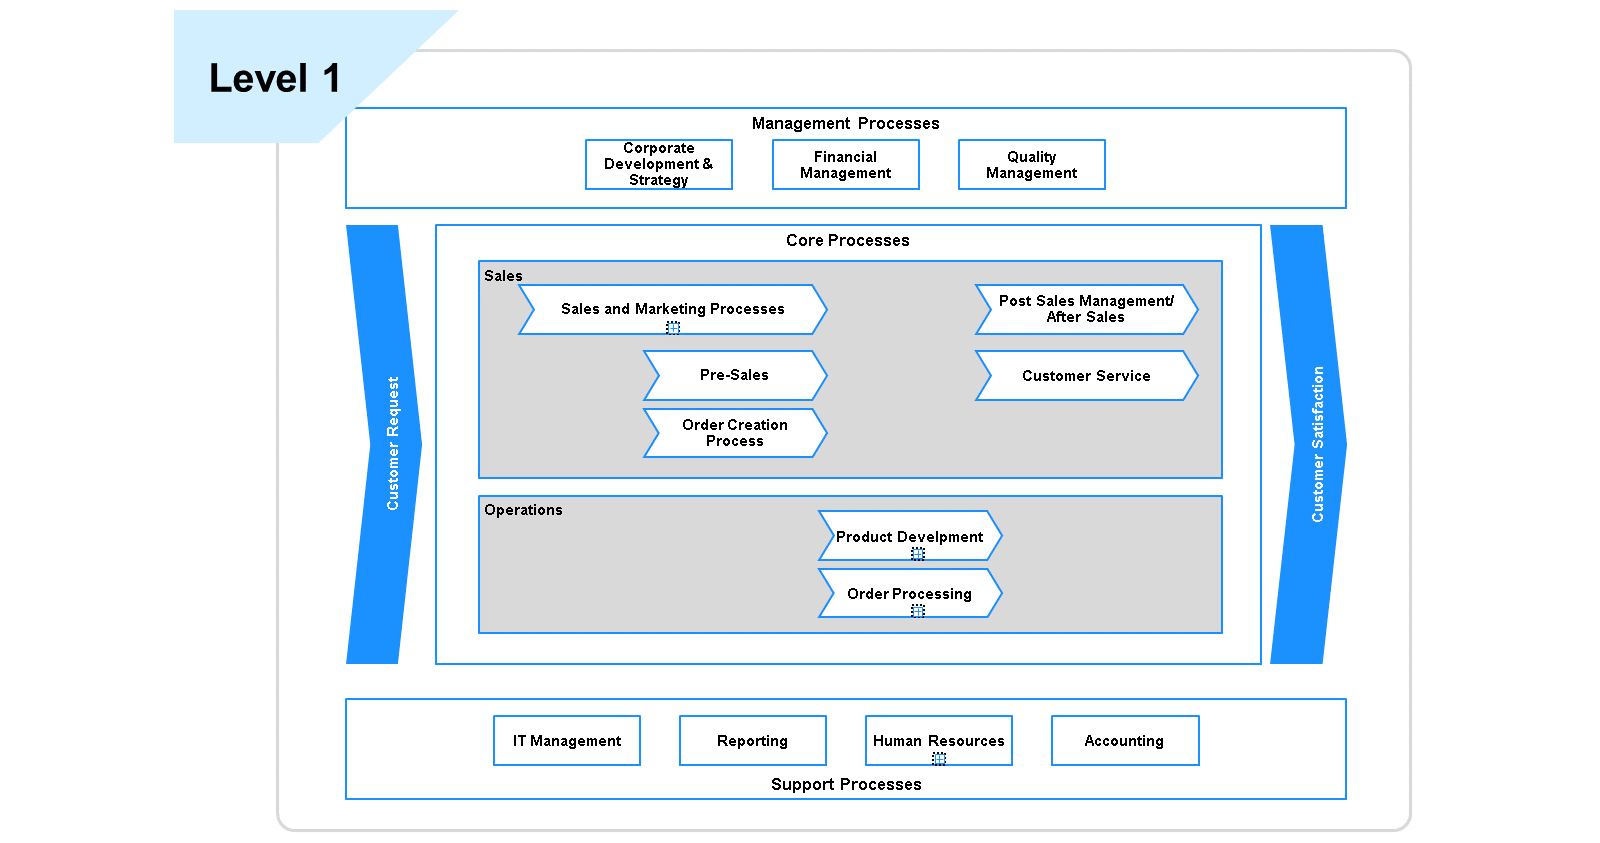 Level 1
Management Processes
Corporate
Development &
Strategy
Financial
Management
Quality
Management
Customer Request
Core Processes
Sales
Sales and Marketing Processes
Post Sales Management/
After Sales
Pre-Sales
Customer Service
Order Creation
Process
Operations
Product Develpment
Order Processing
Customer Satisfaction
IT Management
Reporting
Human Resources
Accounting
Support Processes